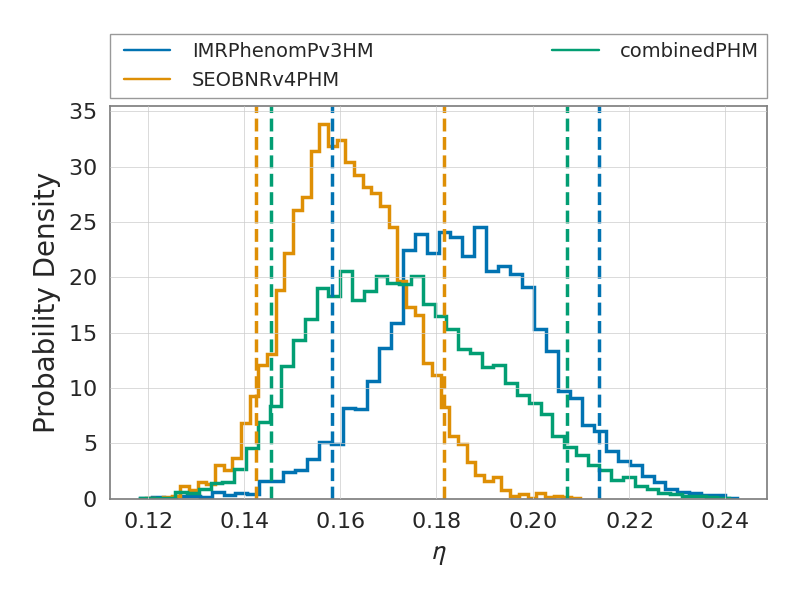 IMRPhenomPv3HM
SEOBNRv4PHM
combinedPHM
Probability Density
35
30
25
20
15
10
5
0
0.12 0.14 0.16 0.18 0.20 0.22 0.24
η